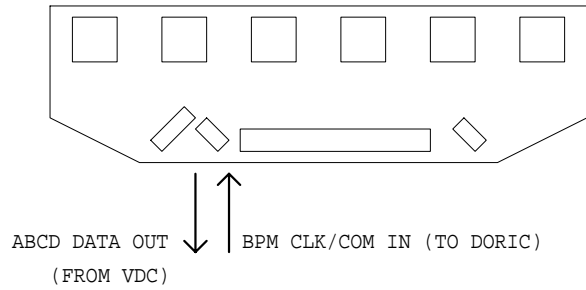 ABCD DATA OUT
BPM CLK/COM IN (TO DORIC)
(FROM VDC)